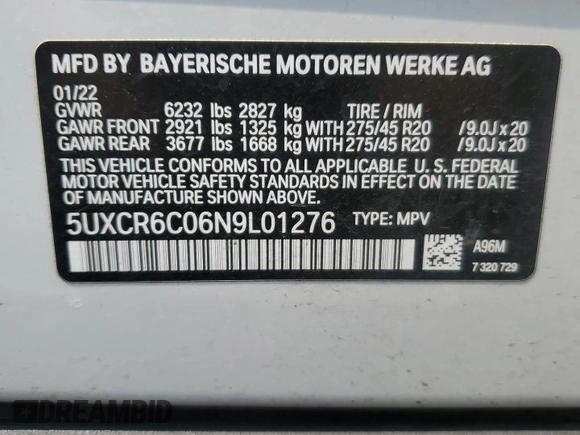 MFD BY BAYERISCHE MOTOREN WERKE AG
01/22
GVWR 6232 lbs 2827 kg TIRE / RIM
GAWR FRONT 2921 lbs 1325 kg WITH 275/45 R20 /9.0J x 20
GAWR REAR 3677 lbs 1668 kg WITH 275/45 R20 /9.0J x 20
THIS VEHICLE CONFORMS TO ALL APPLICABLE U. S. FEDERAL
MOTOR VEHICLE SAFETY STANDARDS IN EFFECT ON THE
DATE OF MANUFACTURE SHOWN ABOVE.
5UXCR6C06N9L01276 TYPE: MPV
A96M
7 320 729
DREAMBID